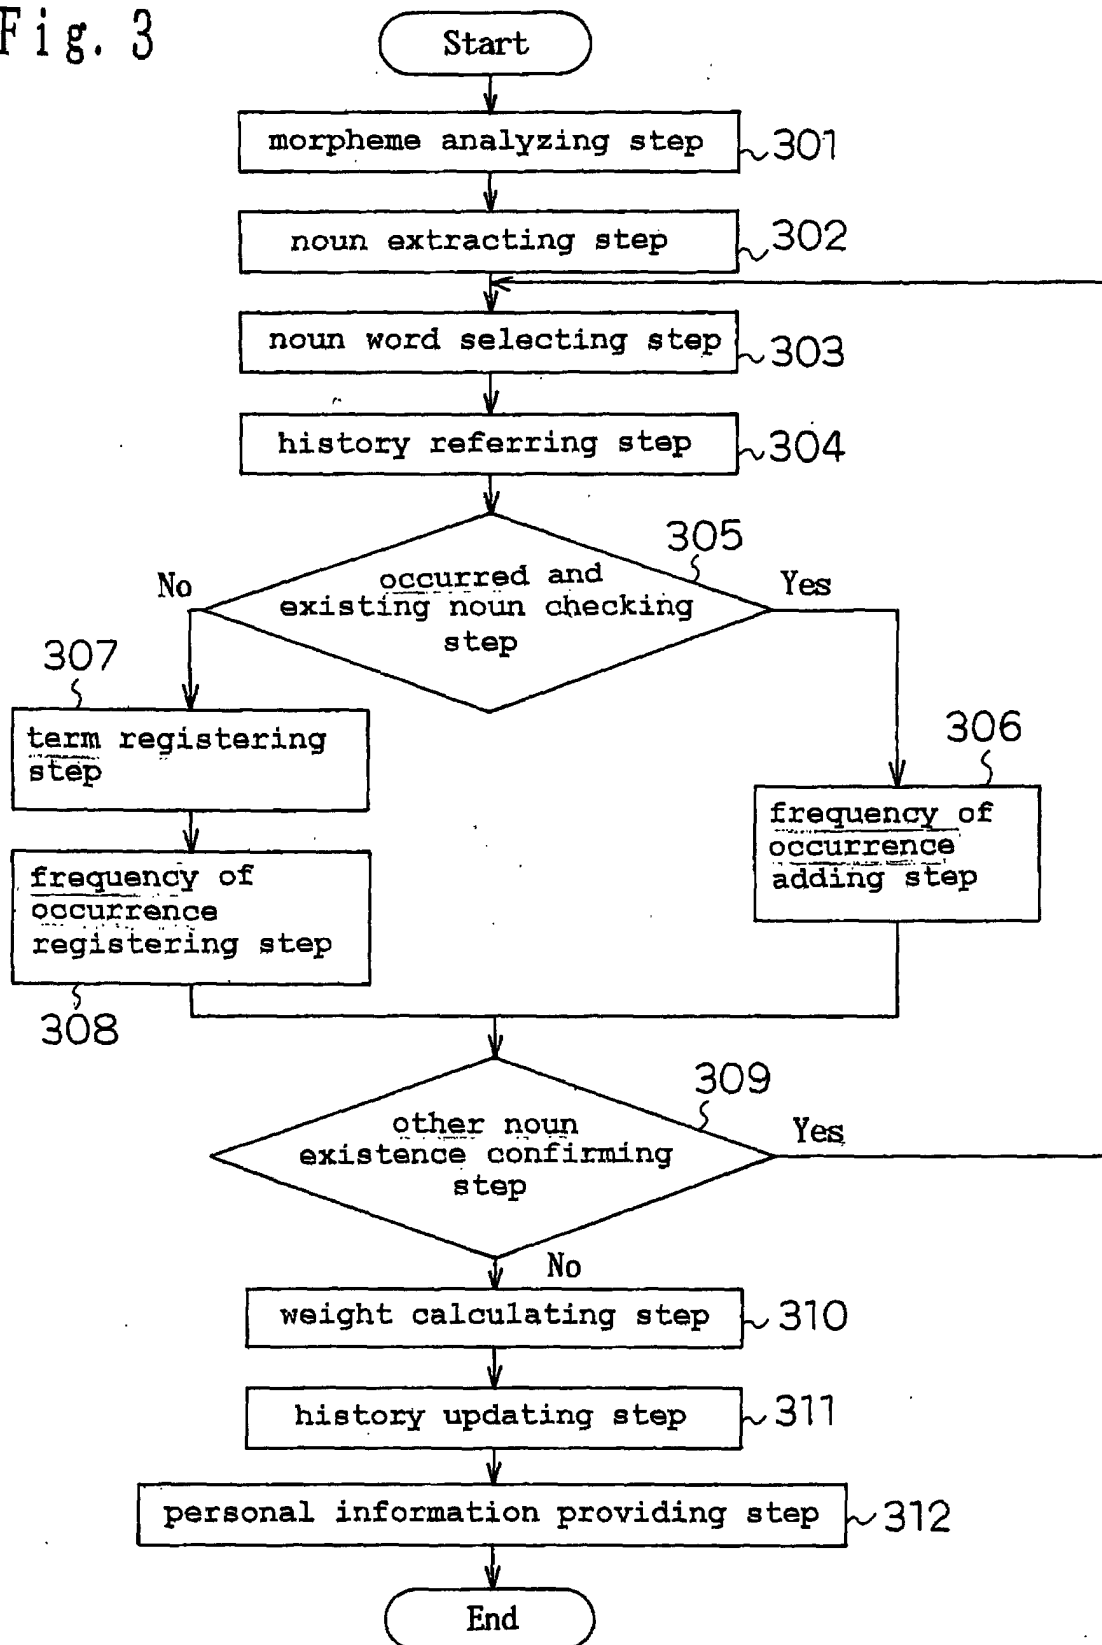 Fig. 3
Start
morpheme analyzing step
301
noun extracting step
302
noun word selecting step
303
history referring step
304
305
No
occurred and
existing noun checking
step
Yes
307
term registering
step
306
frequency of
occurrence
adding step
frequency of
occurrence
registering step
308
309
other noun
existence confirming
step
Yes
No
weight calculating step
310
history updating step
311
personal information providing step
312
End